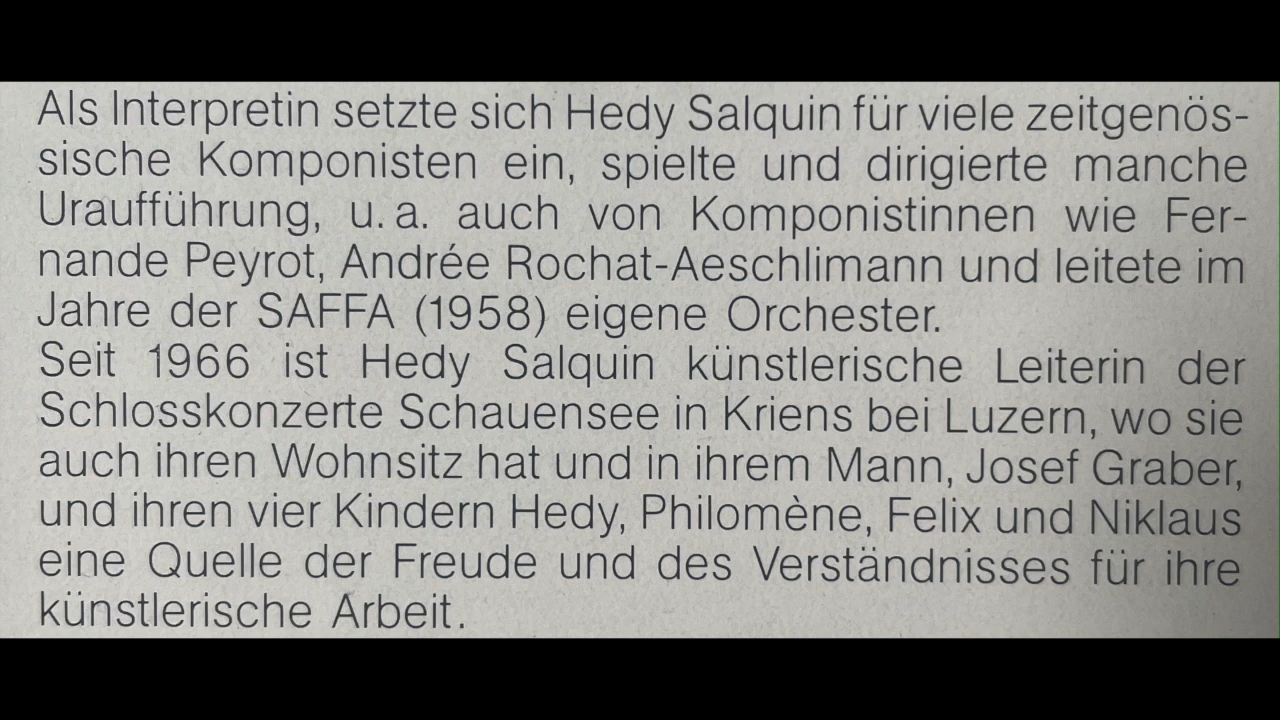 Als Interpretin setzte sich Hedy Salquin für viele zeitgenös-
sische Komponisten ein, spielte und dirigierte manche
Uraufführung, u. a. auch von Komponistinnen wie Fer-
nande Peyrot, Andrée Rochat-Aeschlimann und leitete im
Jahre der SAFFA (1958) eigene Orchester.
Seit 1966 ist Hedy Salquin künstlerische Leiterin der
Schlosskonzerte Schauensee in Kriens bei Luzern, wo sie
auch ihren Wohnsitz hat und in ihrem Mann, Josef Graber,
und ihren vier Kindern Hedy, Philomène, Felix und Niklaus
eine Quelle der Freude und des Verständnisses für ihre
künstlerische Arbeit.